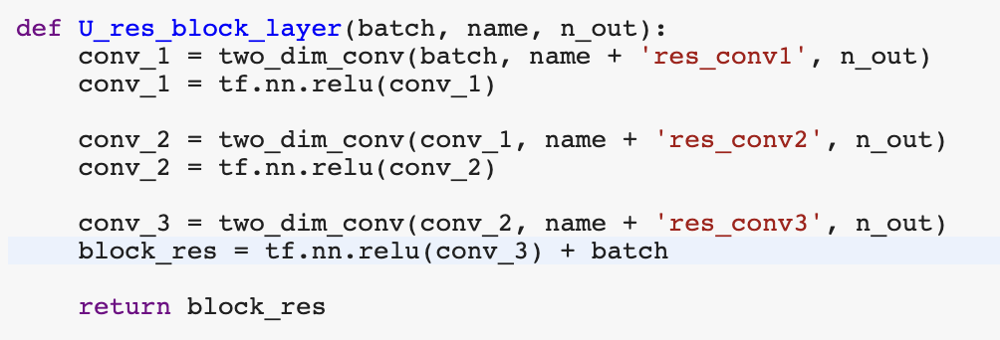 def U_res_block_layer(batch, name, n_out):
    conv_1 = two_dim_conv(batch, name + 'res_conv1', n_out)
    conv_1 = tf.nn.relu(conv_1)
    conv_2 = two_dim_conv(conv_1, name + 'res_conv2', n_out)
    conv_2 = tf.nn.relu(conv_2)
    conv_3 = two_dim_conv(conv_2, name + 'res_conv3', n_out)
    block_res = tf.nn.relu(conv_3) + batch
    return block_res